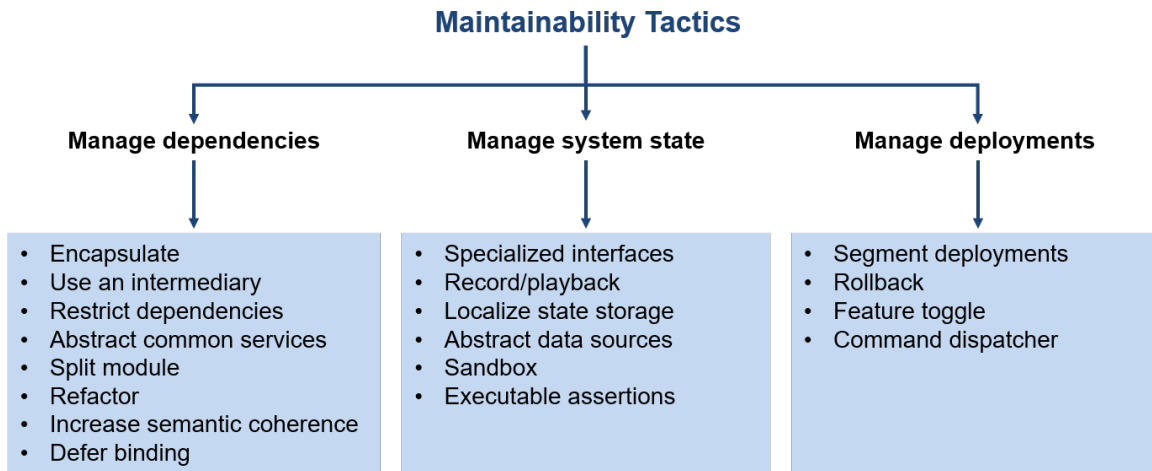 Maintainability Tactics
Manage dependencies
Manage system state
Manage deployments
• Encapsulate
• Use an intermediary
• Restrict dependencies
• Abstract common services
• Split module
• Refactor
• Increase semantic coherence
• Defer binding
• Specialized interfaces
• Record/playback
• Localize state storage
• Abstract data sources
• Sandbox
• Executable assertions
• Segment deployments
• Rollback
• Feature toggle
• Command dispatcher